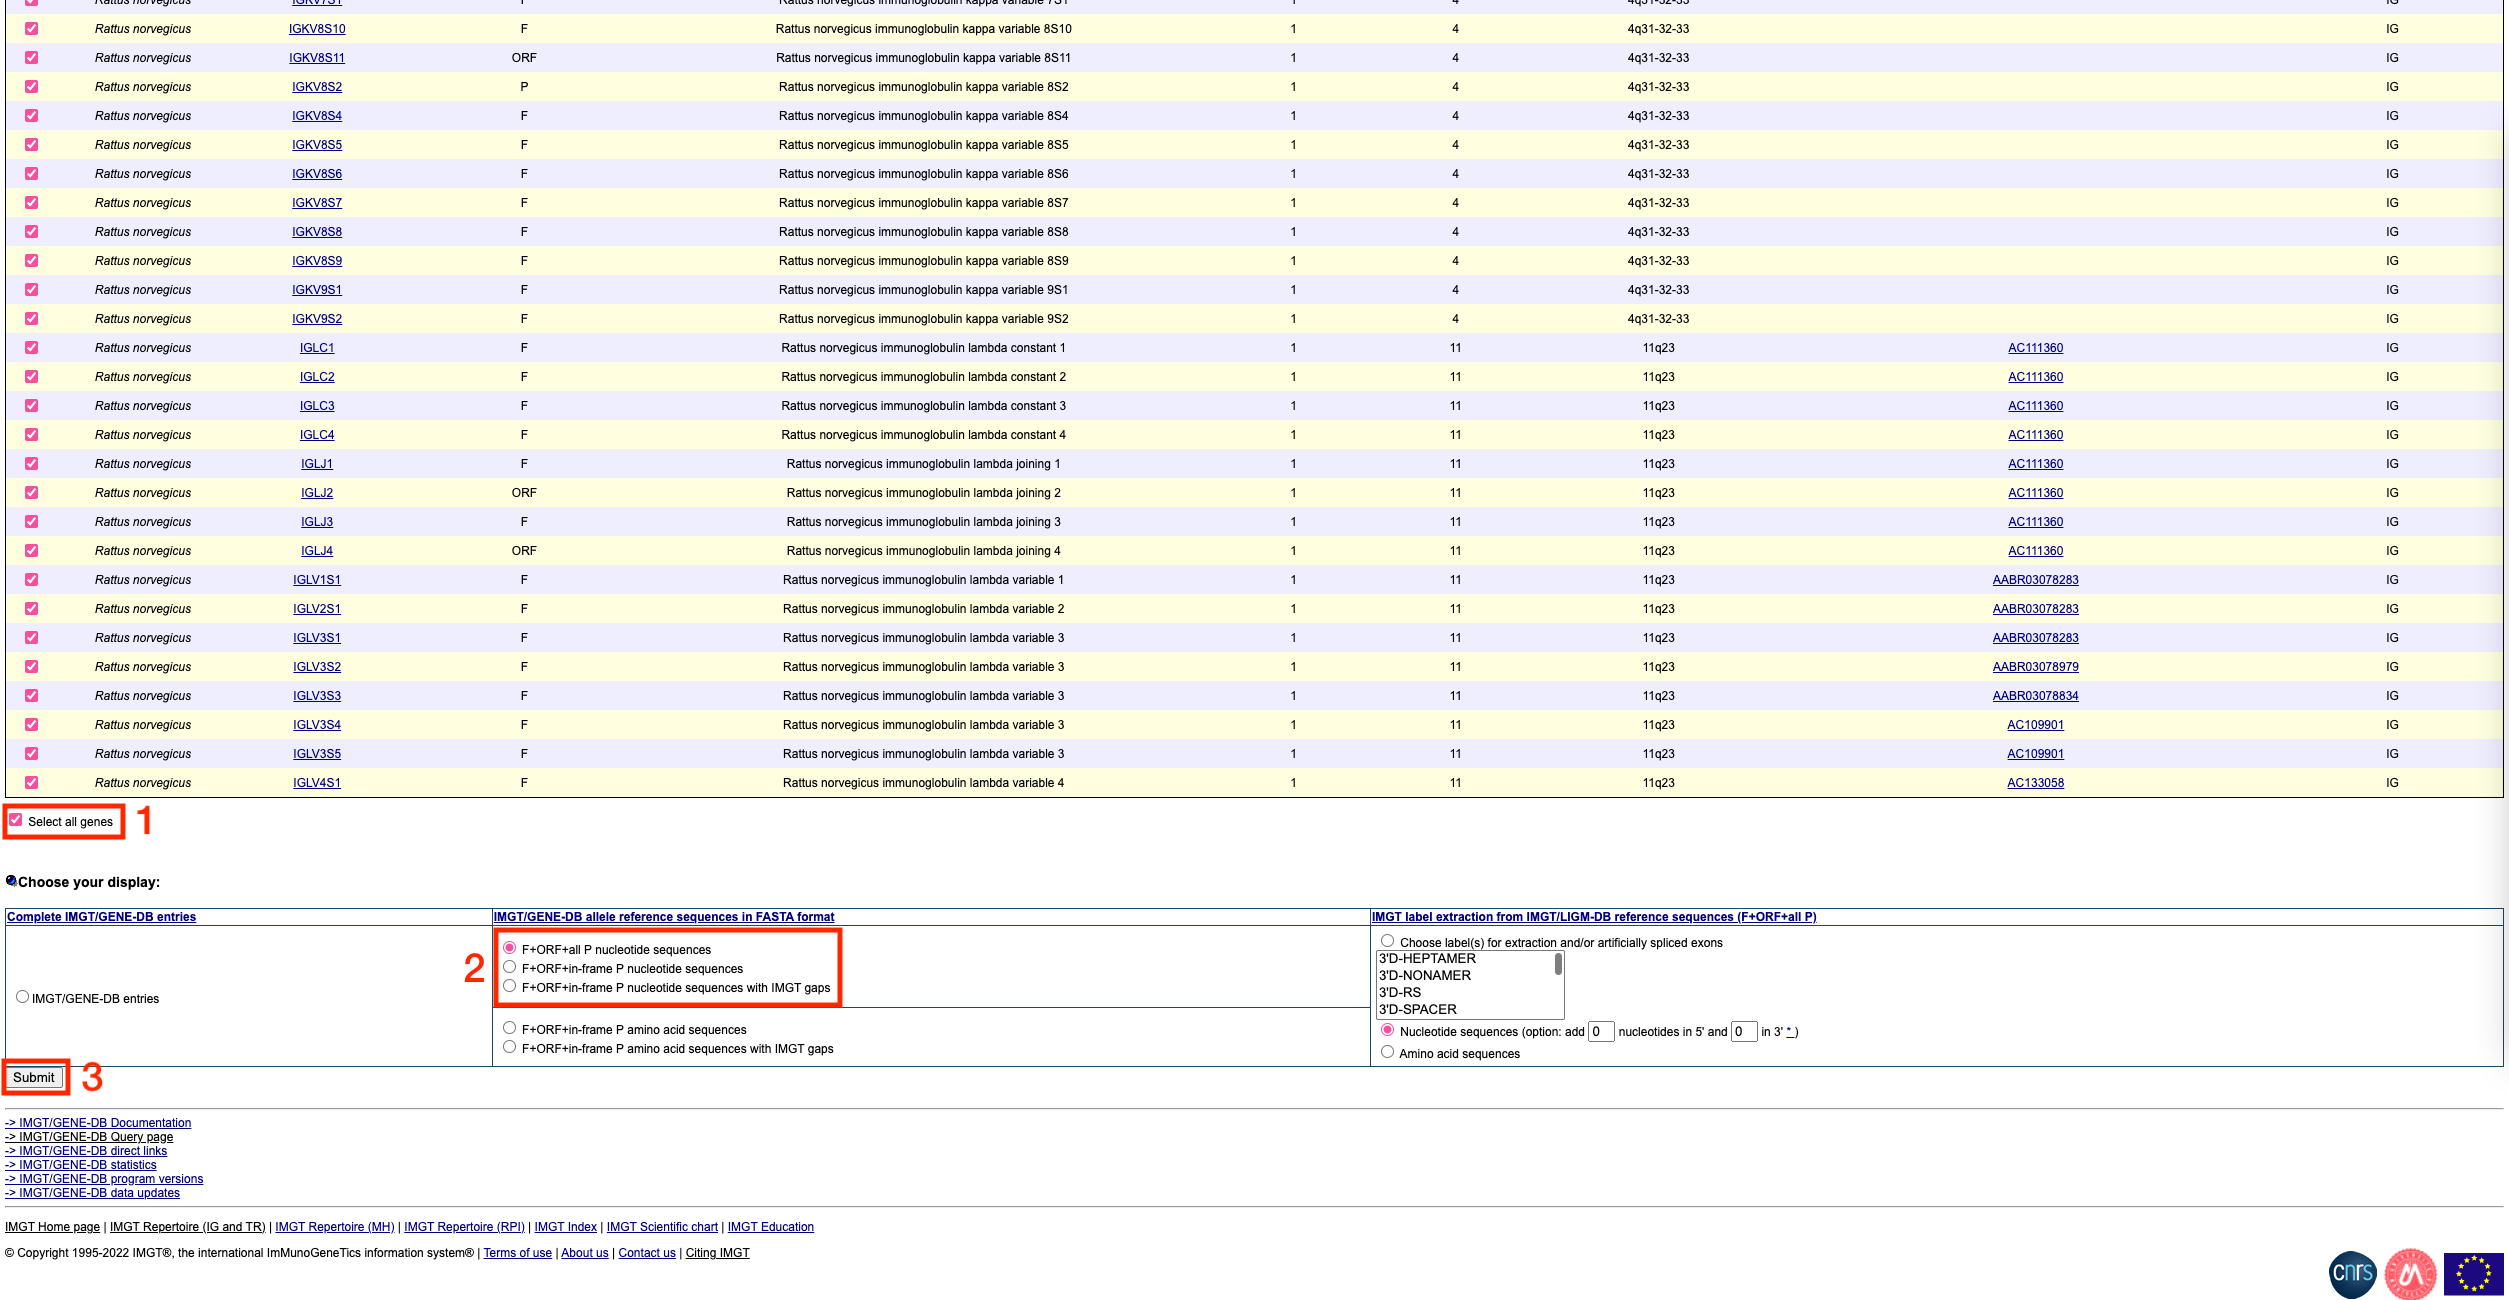 Rattus norvegicus IGKV7S1 F Rattus norvegicus immunoglobulin kappa variable 7S1 1 4 4q31-32-33 IG
Rattus norvegicus IGKV8S10 F Rattus norvegicus immunoglobulin kappa variable 8S10 1 4 4q31-32-33 IG
Rattus norvegicus IGKV8S11 ORF Rattus norvegicus immunoglobulin kappa variable 8S11 1 4 4q31-32-33 IG
Rattus norvegicus IGKV8S2 P Rattus norvegicus immunoglobulin kappa variable 8S2 1 4 4q31-32-33 IG
Rattus norvegicus IGKV8S4 F Rattus norvegicus immunoglobulin kappa variable 8S4 1 4 4q31-32-33 IG
Rattus norvegicus IGKV8S5 F Rattus norvegicus immunoglobulin kappa variable 8S5 1 4 4q31-32-33 IG
Rattus norvegicus IGKV8S6 F Rattus norvegicus immunoglobulin kappa variable 8S6 1 4 4q31-32-33 IG
Rattus norvegicus IGKV8S7 F Rattus norvegicus immunoglobulin kappa variable 8S7 1 4 4q31-32-33 IG
Rattus norvegicus IGKV8S8 F Rattus norvegicus immunoglobulin kappa variable 8S8 1 4 4q31-32-33 IG
Rattus norvegicus IGKV8S9 F Rattus norvegicus immunoglobulin kappa variable 8S9 1 4 4q31-32-33 IG
Rattus norvegicus IGKV9S1 F Rattus norvegicus immunoglobulin kappa variable 9S1 1 4 4q31-32-33 IG
Rattus norvegicus IGKV9S2 F Rattus norvegicus immunoglobulin kappa variable 9S2 1 4 4q31-32-33 IG
Rattus norvegicus IGLC1 F Rattus norvegicus immunoglobulin lambda constant 1 1 11 11q23 AC111360 IG
Rattus norvegicus IGLC2 F Rattus norvegicus immunoglobulin lambda constant 2 1 11 11q23 AC111360 IG
Rattus norvegicus IGLC3 F Rattus norvegicus immunoglobulin lambda constant 3 1 11 11q23 AC111360 IG
Rattus norvegicus IGLC4 F Rattus norvegicus immunoglobulin lambda constant 4 1 11 11q23 AC111360 IG
Rattus norvegicus IGLJ1 F Rattus norvegicus immunoglobulin lambda joining 1 1 11 11q23 AC111360 IG
Rattus norvegicus IGLJ2 ORF Rattus norvegicus immunoglobulin lambda joining 2 1 11 11q23 AC111360 IG
Rattus norvegicus IGLJ3 F Rattus norvegicus immunoglobulin lambda joining 3 1 11 11q23 AC111360 IG
Rattus norvegicus IGLJ4 ORF Rattus norvegicus immunoglobulin lambda joining 4 1 11 11q23 AC111360 IG
Rattus norvegicus IGLV1S1 F Rattus norvegicus immunoglobulin lambda variable 1 1 11 11q23 AABR03078283 IG
Rattus norvegicus IGLV2S1 F Rattus norvegicus immunoglobulin lambda variable 2 1 11 11q23 AABR03078283 IG
Rattus norvegicus IGLV3S1 F Rattus norvegicus immunoglobulin lambda variable 3 1 11 11q23 AABR03078283 IG
Rattus norvegicus IGLV3S2 F Rattus norvegicus immunoglobulin lambda variable 3 1 11 11q23 AABR03078979 IG
Rattus norvegicus IGLV3S3 F Rattus norvegicus immunoglobulin lambda variable 3 1 11 11q23 AABR03078834 IG
Rattus norvegicus IGLV3S4 F Rattus norvegicus immunoglobulin lambda variable 3 1 11 11q23 AC109901 IG
Rattus norvegicus IGLV3S5 F Rattus norvegicus immunoglobulin lambda variable 3 1 11 11q23 AC109901 IG
Rattus norvegicus IGLV4S1 F Rattus norvegicus immunoglobulin lambda variable 4 1 11 11q23 AC133058 IG
Select all genes 1
Choose your display:
Complete IMGT/GENE-DB entries
IMGT/GENE-DB entries
IMGT/GENE-DB allele reference sequences in FASTA format
2
F+ORF+all P nucleotide sequences
F+ORF+in-frame P nucleotide sequences
F+ORF+in-frame P nucleotide sequences with IMGT gaps
F+ORF+in-frame P amino acid sequences
F+ORF+in-frame P amino acid sequences with IMGT gaps
IMGT label extraction from IMGT/LIGM-DB reference sequences (F+ORF+all P)
Choose label(s) for extraction and/or artificially spliced exons
3'D-HEPTAMER
3'D-NONAMER
3'D-RS
3'D-SPACER
Nucleotide sequences (option: add 0 nucleotides in 5' and 0 in 3' * )
Amino acid sequences
Submit 3
-> IMGT/GENE-DB Documentation
-> IMGT/GENE-DB Query page
-> IMGT/GENE-DB direct links
-> IMGT/GENE-DB statistics
-> IMGT/GENE-DB program versions
-> IMGT/GENE-DB data updates
IMGT Home page | IMGT Repertoire (IG and TR) | IMGT Repertoire (MH) | IMGT Repertoire (RPI) | IMGT Index | IMGT Scientific chart | IMGT Education
© Copyright 1995-2022 IMGT®, the international ImMunoGeneTics information system® | Terms of use | About us | Contact us | Citing IMGT
cnrs